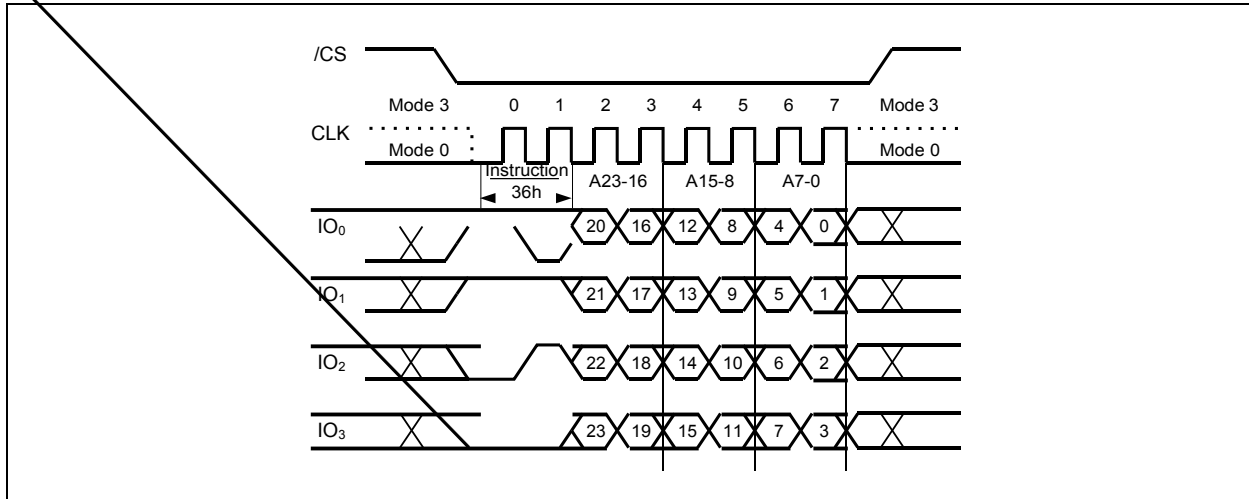 /CS
Mode 3 0 1 2 3 4 5 6 7 Mode 3
CLK
Mode 0 Mode 0
Instruction A23-16 A15-8 A7-0
36h
IO₀ 20 16 12 8 4 0
IO₁ 21 17 13 9 5 1
IO₂ 22 18 14 10 6 2
IO₃ 23 19 15 11 7 3